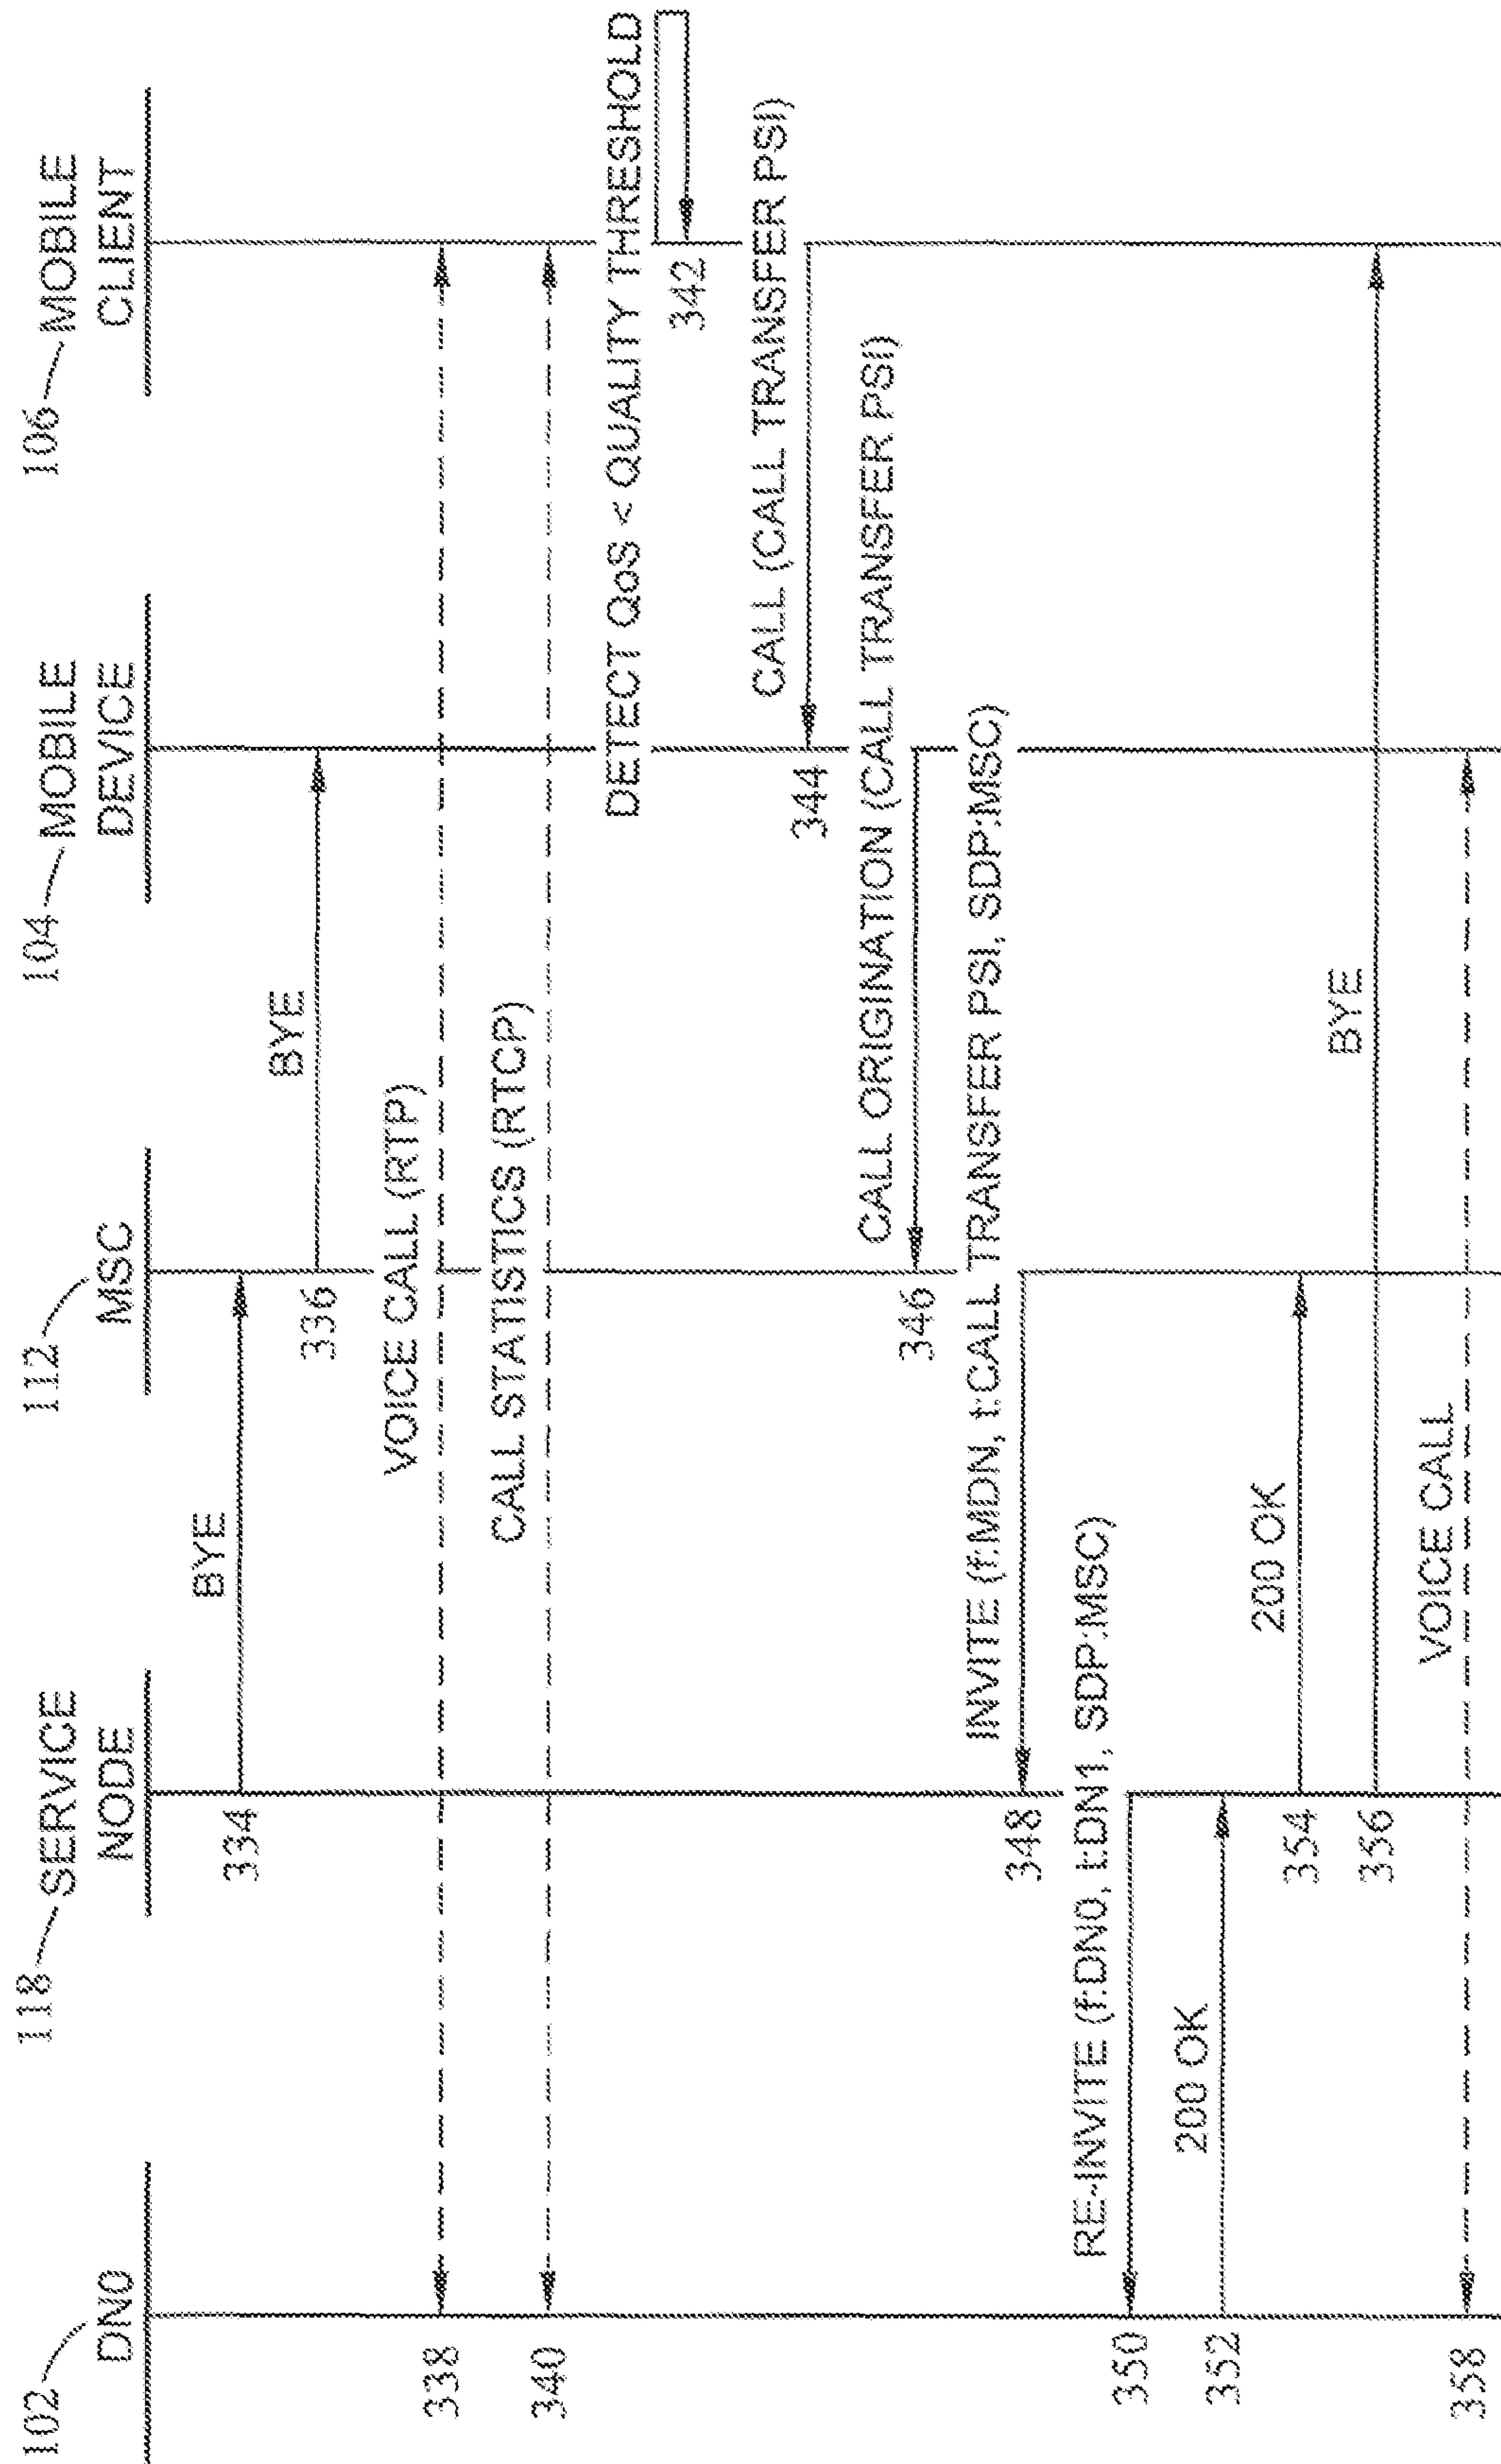 102
DN0
118
SERVICE
NODE
112
MSC
104
MOBILE
DEVICE
106
MOBILE
CLIENT
BYE
334
BYE
336
VOICE CALL (RTP)
338
CALL STATISTICS (RTCP)
340
DETECT QoS < QUALITY THRESHOLD
342
CALL (CALL TRANSFER PSI)
344
CALL ORIGINATION (CALL TRANSFER PSI)
346
INVITE (f:MDN, t:CALL TRANSFER PSI, SDP:MSC)
348
RE-INVITE (f:DN0, t:DN1, SDP:MSC)
350
200 OK
352
200 OK
354
BYE
356
VOICE CALL
358